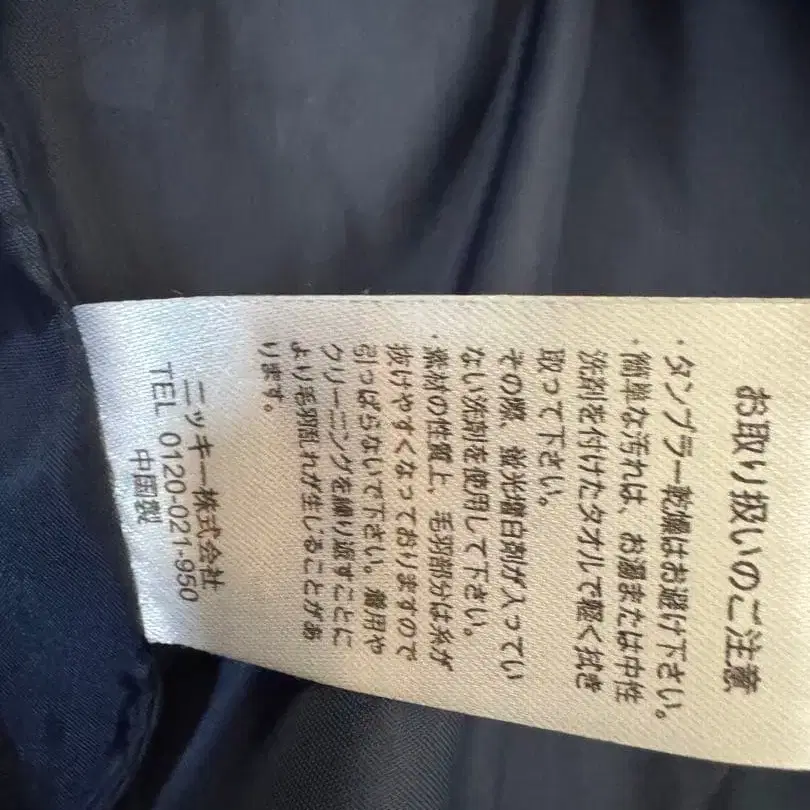 お取り扱いのご注意
・タンブラー乾燥はお避け下さい。
・簡単な汚れは、お湯または中性
洗剤を付けたタオルで軽く拭き
取って下さい。
その際、蛍光増白剤が入ってい
ない洗剤を使用して下さい。
・素材の性質上、毛羽部分は糸が
抜けやすくなっておりますので
引っぱらないで下さい。着用や
クリーニングを繰り返すことに
より毛羽乱れが生じることがあ
ります。
ニッキー株式会社
TEL 0120-021-950
中国製